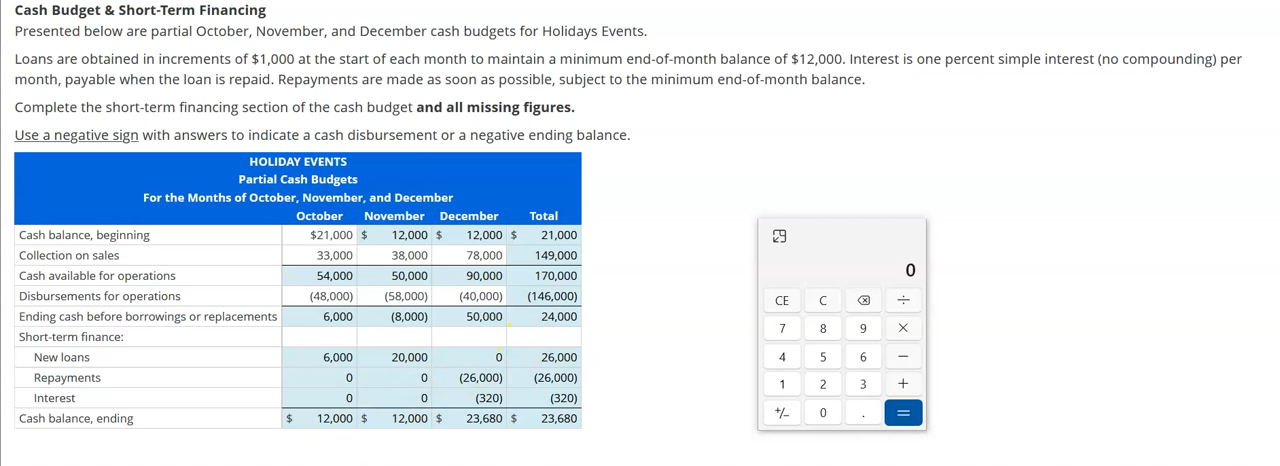 Cash Budget & Short-Term Financing
Presented below are partial October, November, and December cash budgets for Holidays Events.
Loans are obtained in increments of $1,000 at the start of each month to maintain a minimum end-of-month balance of $12,000. Interest is one percent simple interest (no compounding) per
month, payable when the loan is repaid. Repayments are made as soon as possible, subject to the minimum end-of-month balance.
Complete the short-term financing section of the cash budget and all missing figures.
Use a negative sign with answers to indicate a cash disbursement or a negative ending balance.
HOLIDAY EVENTS
Partial Cash Budgets
For the Months of October, November, and December
October November December Total
Cash balance, beginning $21,000 $ 12,000 $ 12,000 $ 21,000
Collection on sales 33,000 38,000 78,000 149,000
Cash available for operations 54,000 50,000 90,000 170,000
Disbursements for operations (48,000) (58,000) (40,000) (146,000)
Ending cash before borrowings or replacements 6,000 (8,000) 50,000 24,000
Short-term finance:
New loans 6,000 20,000 0 26,000
Repayments 0 0 (26,000) (26,000)
Interest 0 0 (320) (320)
Cash balance, ending $ 12,000 $ 12,000 $ 23,680 $ 23,680
0
CE C ⌫ ÷
7 8 9 ×
4 5 6 −
1 2 3 +
+/− 0 . =